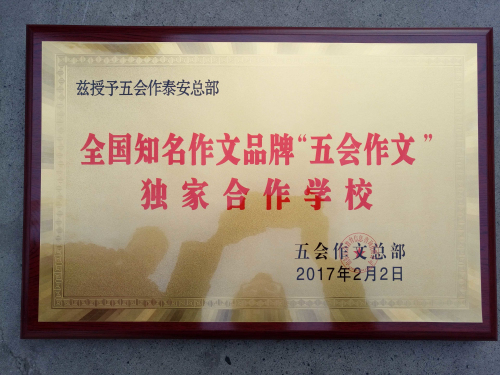 兹授予五会作泰安总部
全国知名作文品牌“五会作文”
独家合作学校
五会作文总部
2017年2月2日